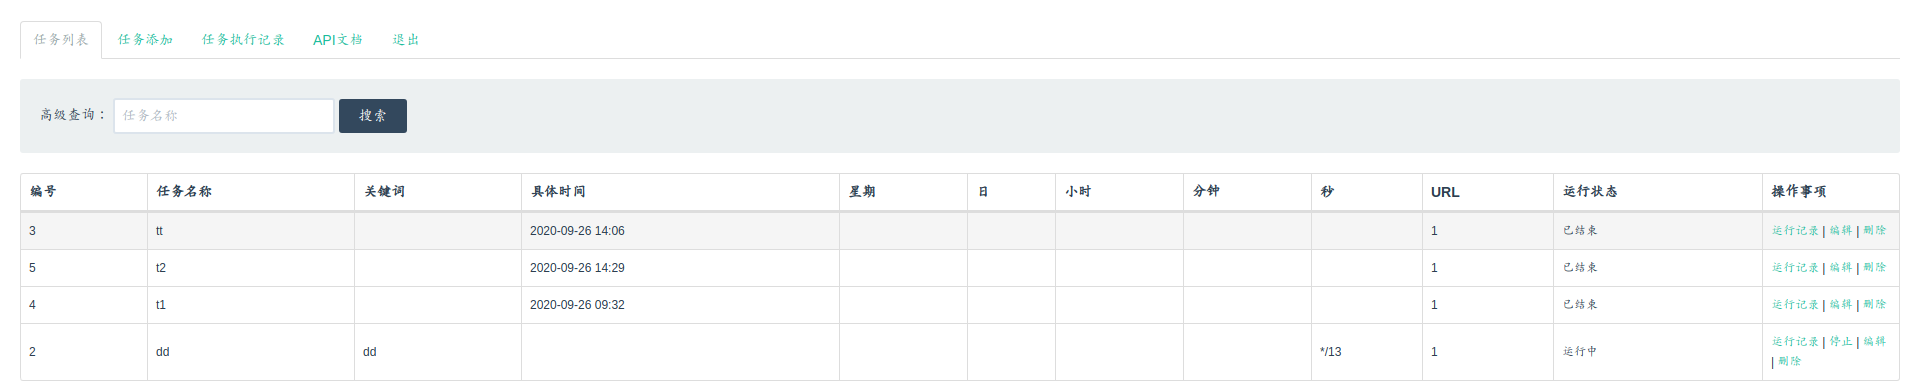 任务列表 任务添加 任务执行记录 API文档 退出
高级查询： 任务名称 搜索
编号 任务名称 关键词 具体时间 星期 日 小时 分钟 秒 URL 运行状态 操作事项
3 tt 2020-09-26 14:06 1 已结束 运行记录 | 编辑 | 删除
5 t2 2020-09-26 14:29 1 已结束 运行记录 | 编辑 | 删除
4 t1 2020-09-26 09:32 1 已结束 运行记录 | 编辑 | 删除
2 dd dd */13 1 运行中 运行记录 | 停止 | 编辑
| 删除